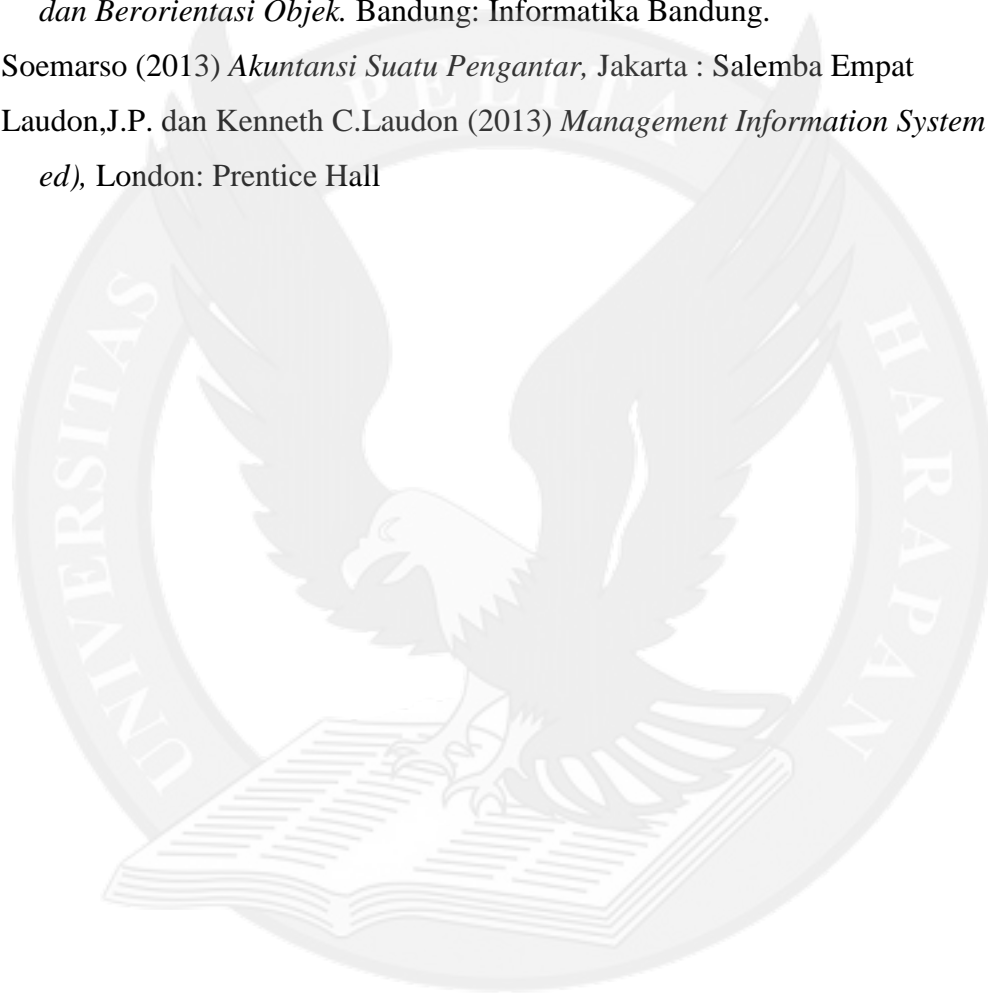 dan Berorientasi Objek. Bandung: Informatika Bandung.
Soemarso (2013) Akuntansi Suatu Pengantar, Jakarta : Salemba Empat
Laudon,J.P. dan Kenneth C.Laudon (2013) Management Information System
ed), London: Prentice Hall
UNIVERSITAS PELITA HARAPAN